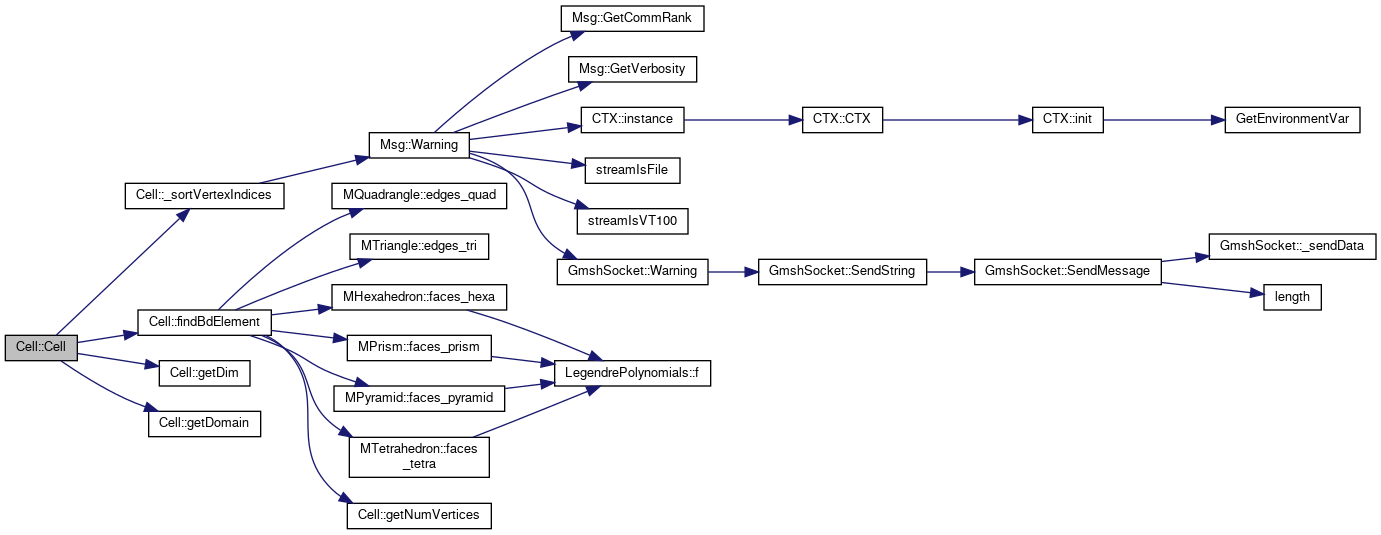 Msg::GetCommRank
Msg::GetVerbosity
CTX::instance
CTX::CTX
CTX::init
GetEnvironmentVar
Msg::Warning
streamIsFile
Cell::_sortVertexIndices
MQuadrangle::edges_quad
streamIsVT100
MTriangle::edges_tri
GmshSocket::_sendData
GmshSocket::Warning
GmshSocket::SendString
GmshSocket::SendMessage
MHexahedron::faces_hexa
length
Cell::findBdElement
Cell::Cell
MPrism::faces_prism
Cell::getDim
LegendrePolynomials::f
MPyramid::faces_pyramid
Cell::getDomain
MTetrahedron::faces
_tetra
Cell::getNumVertices